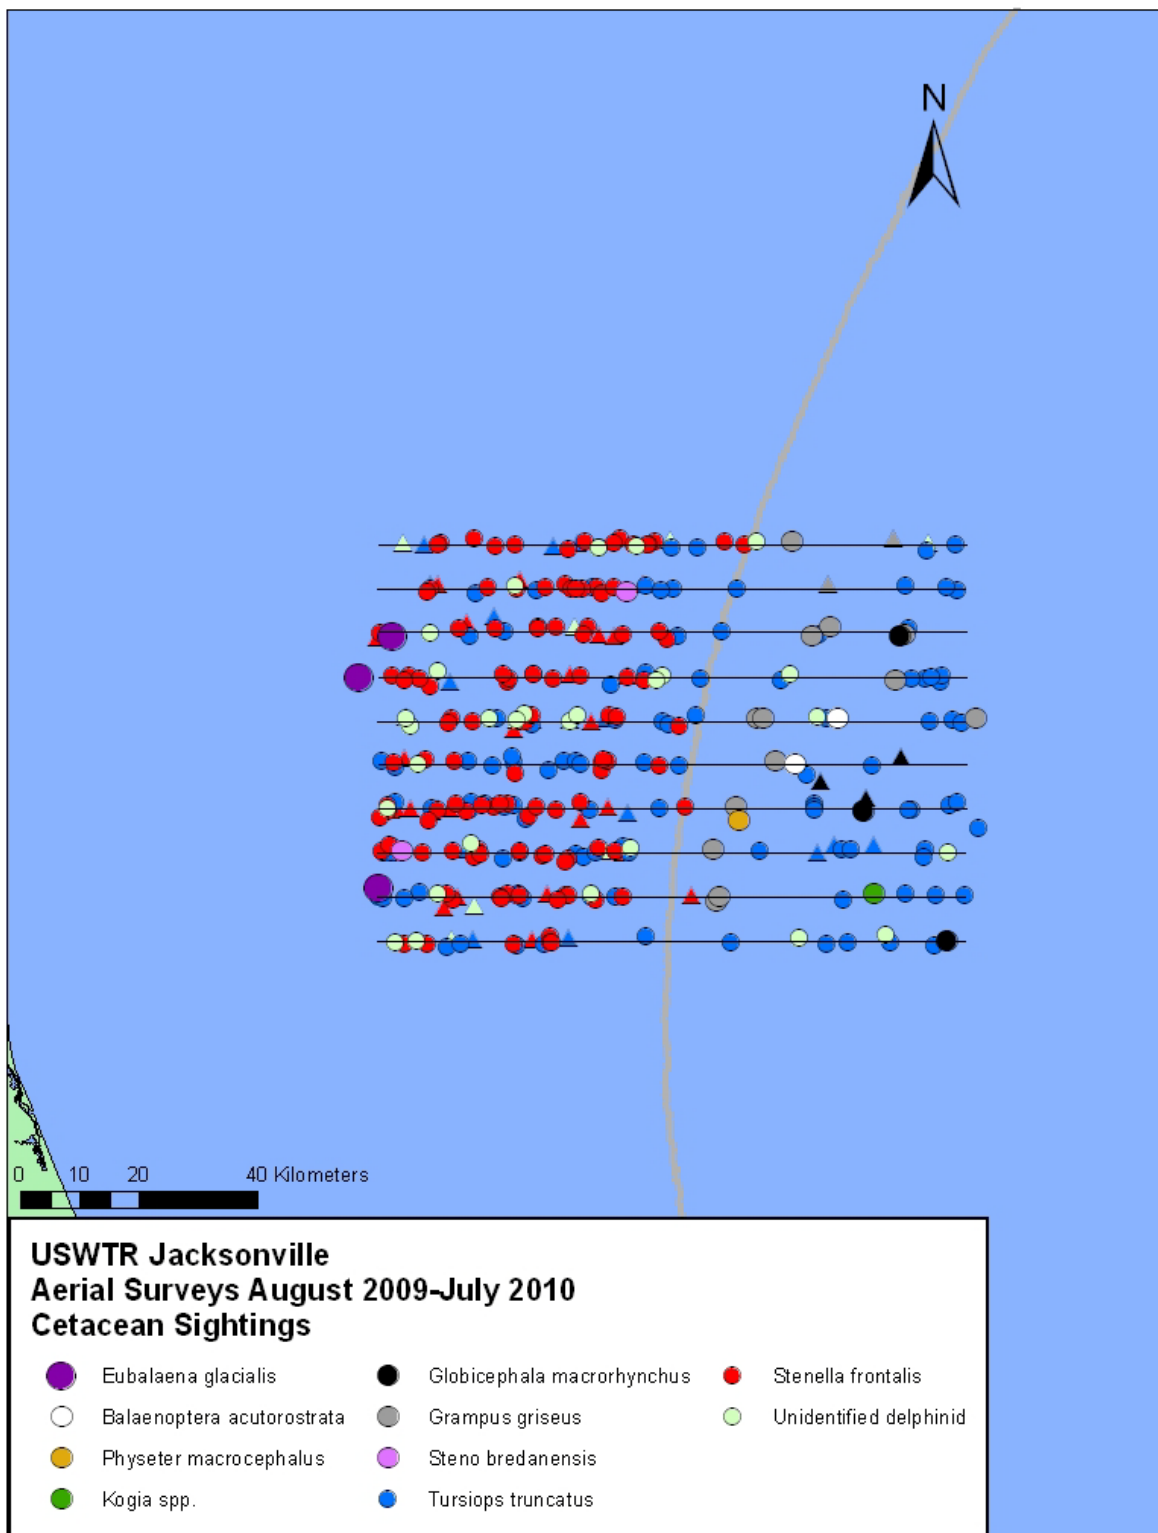 N
0 10 20 40 Kilometers
USWTR Jacksonville
Aerial Surveys August 2009-July 2010
Cetacean Sightings
Eubalaena glacialis
Balaenoptera acutorostrata
Physeter macrocephalus
Kogia spp.
Globicephala macrorhynchus
Grampus griseus
Steno bredanensis
Tursiops truncatus
Stenella frontalis
Unidentified delphinid